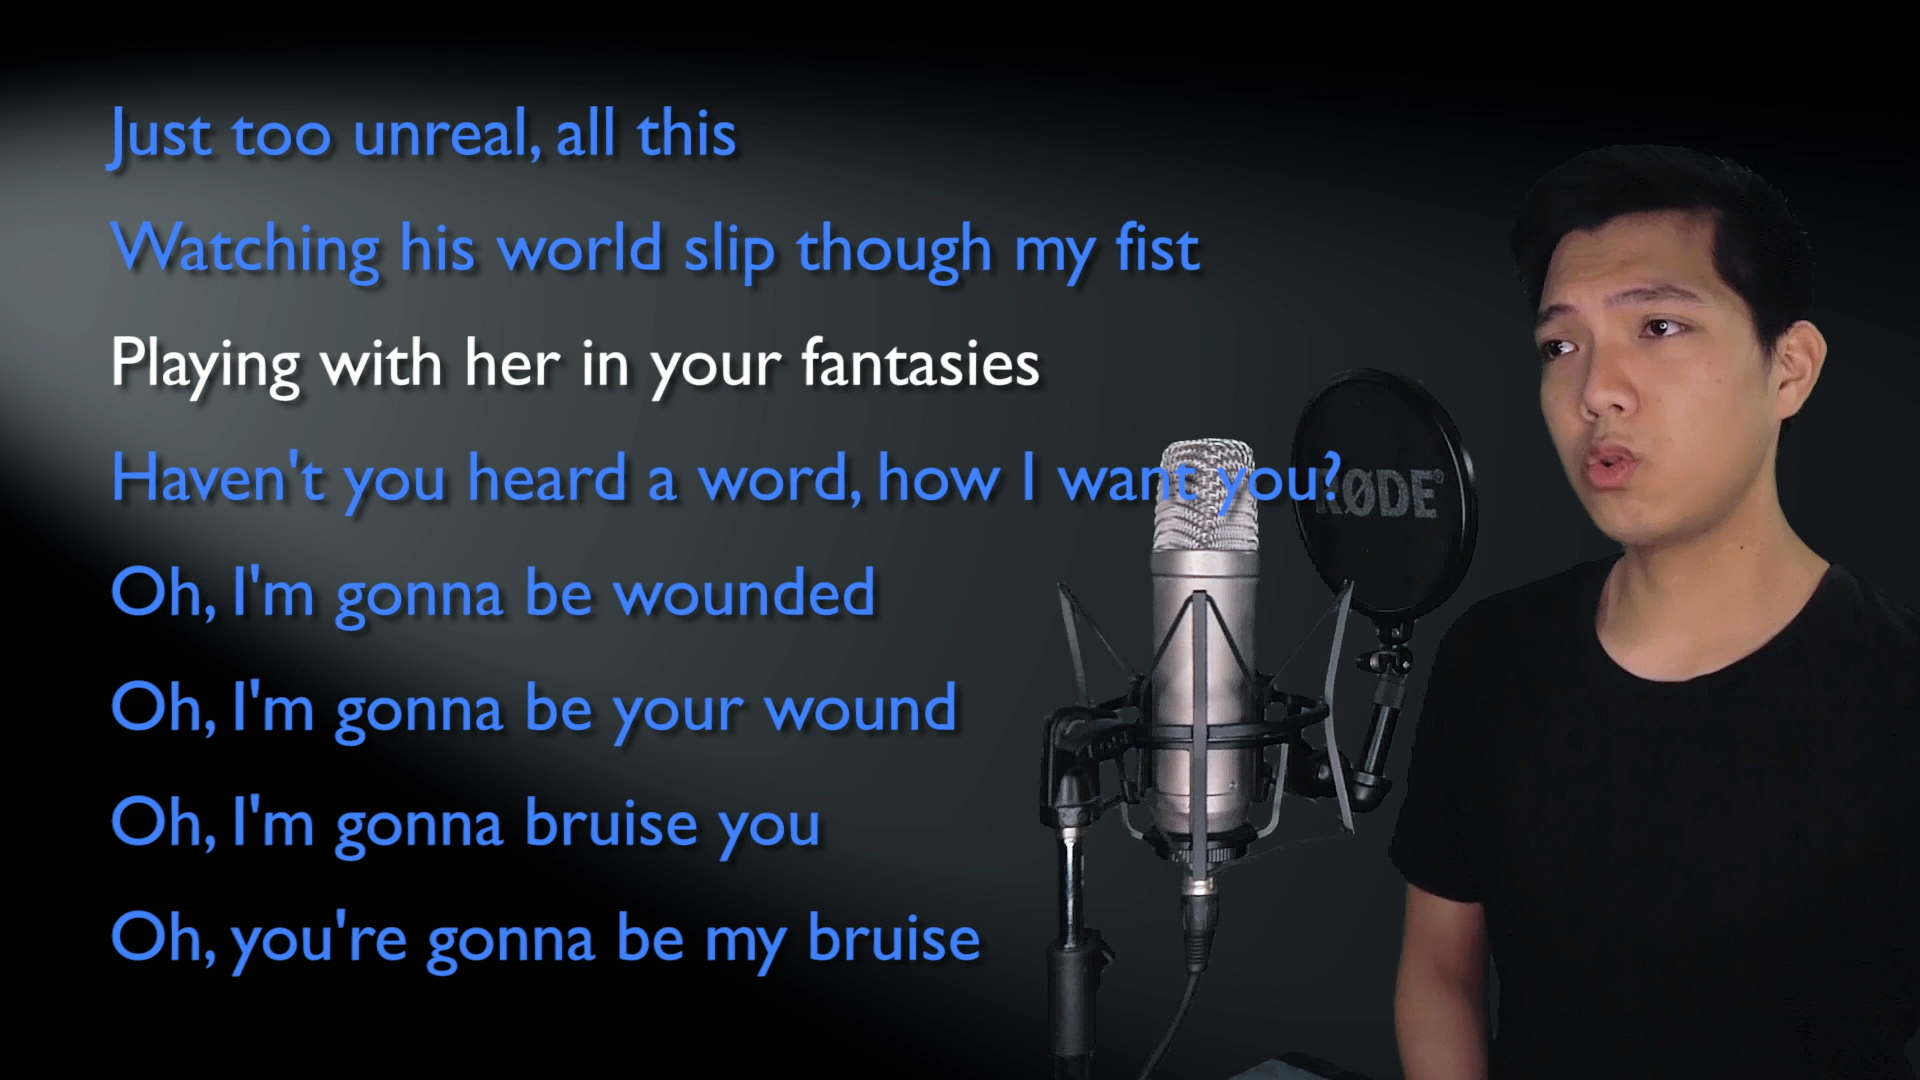 Just too unreal, all this
Watching his world slip though my fist
Playing with her in your fantasies
Haven't you heard a word, how I want you?
RØDE®
Oh, I'm gonna be wounded
Oh, I'm gonna be your wound
Oh, I'm gonna bruise you
Oh, you're gonna be my bruise